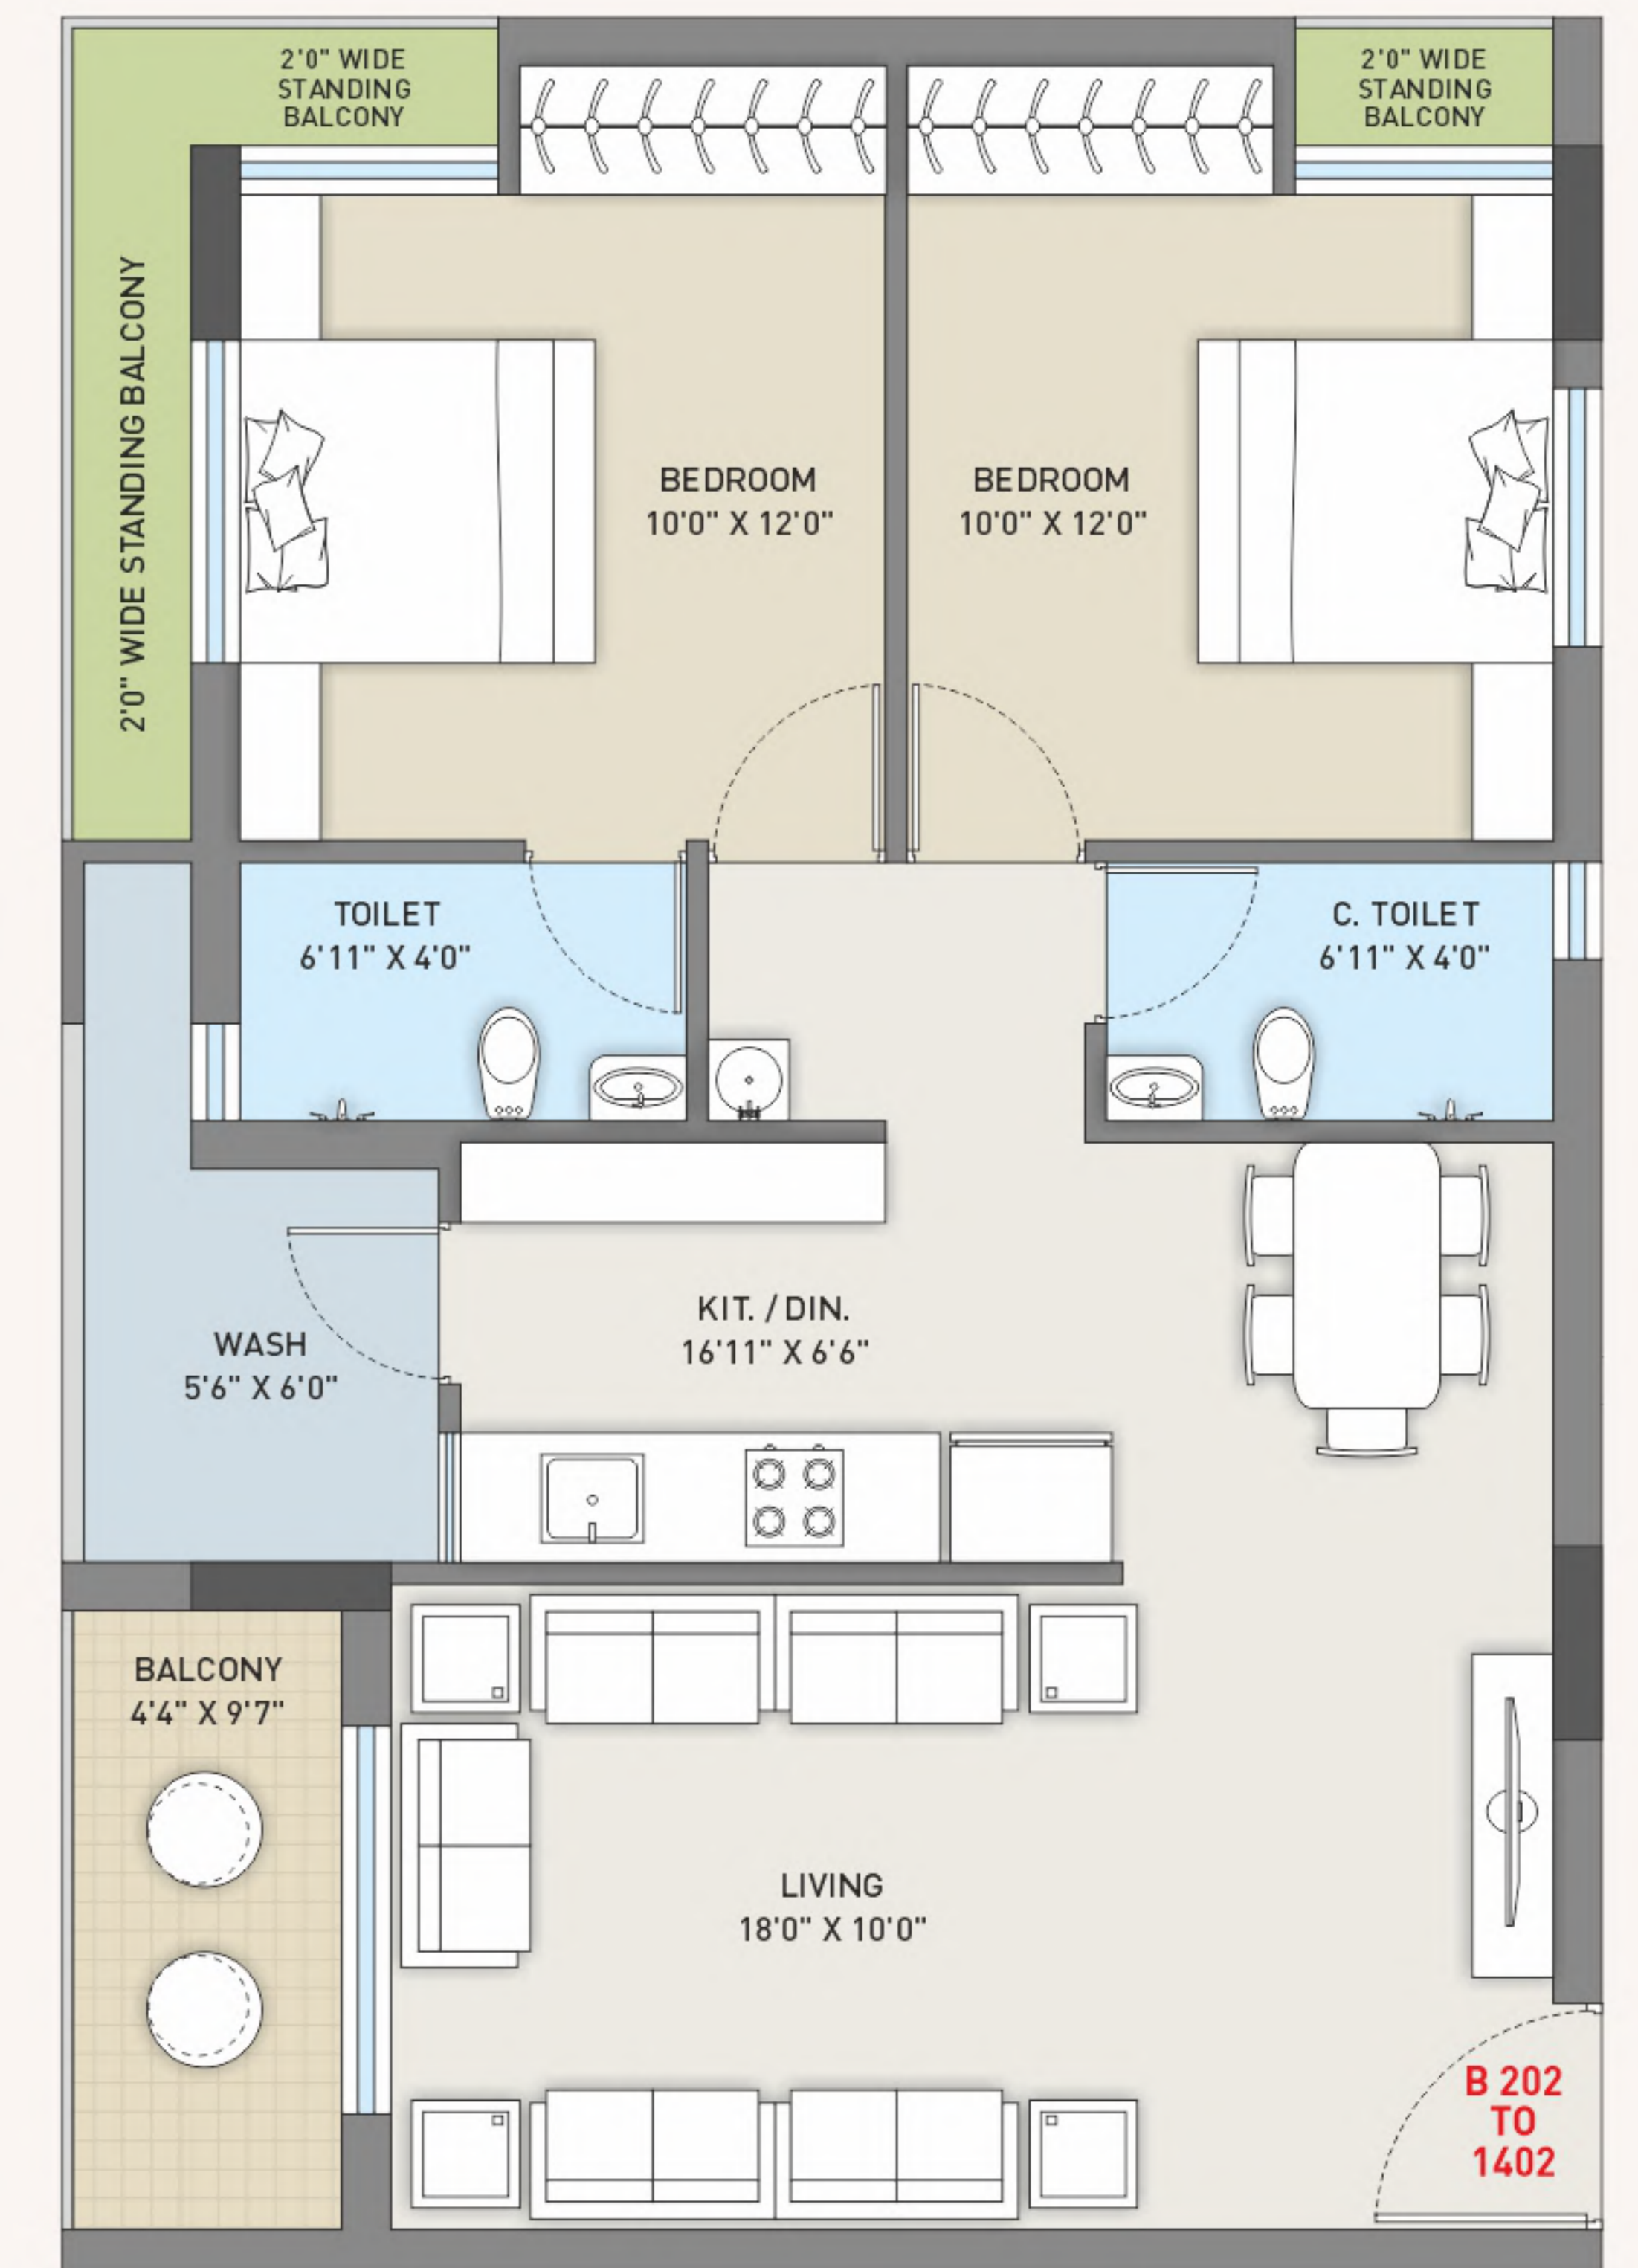 2'0" WIDE
STANDING
BALCONY
2'0" WIDE
STANDING
BALCONY
2'0" WIDE STANDING BALCONY
BEDROOM
10'0" X 12'0"
BEDROOM
10'0" X 12'0"
TOILET
6'11" X 4'0"
C. TOILET
6'11" X 4'0"
KIT. / DIN.
16'11" X 6'6"
WASH
5'6" X 6'0"
BALCONY
4'4" X 9'7"
LIVING
18'0" X 10'0"
B 202
TO
1402